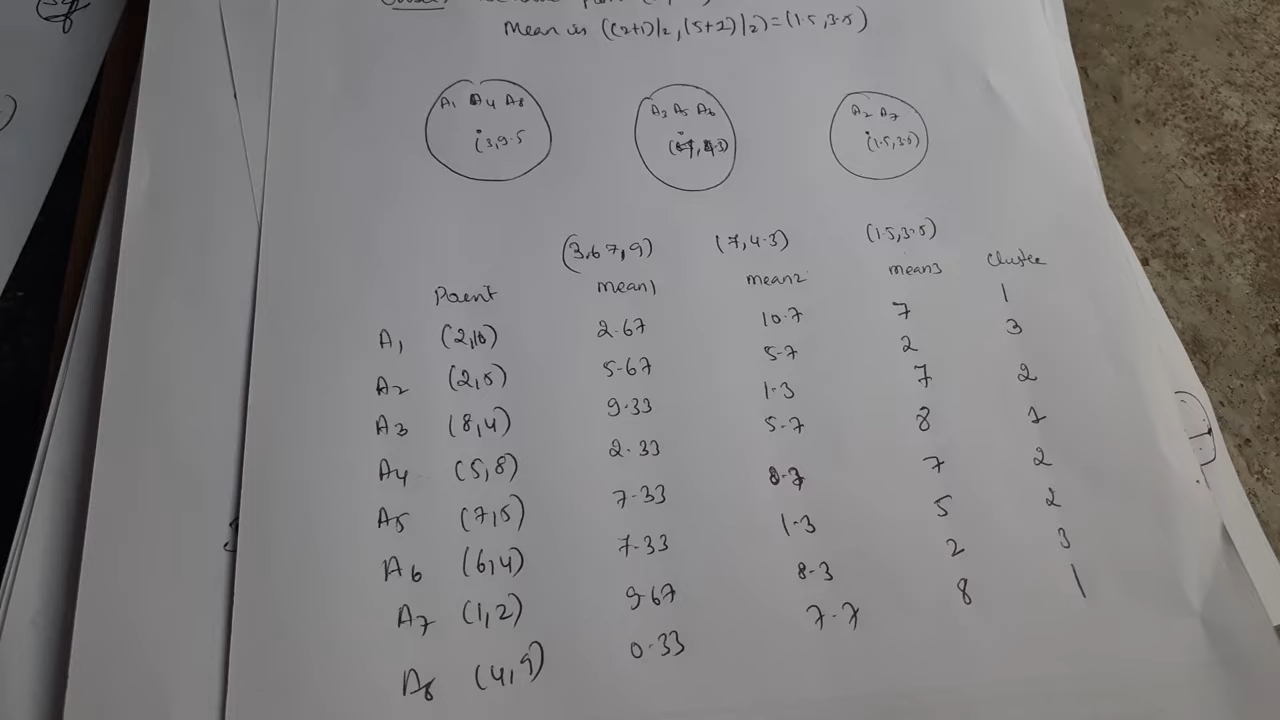 Mean is ((2+1)/2, (5+2)/2) = (1.5, 3.5)
A1 A4 A8
(3,9.5
A3 A5 A6
A2 A7
(1.5,3.5)
(3,67,9) (7,4.3) (1.5,3.5)
Point mean1 mean2 mean3 cluster
A1 (2,10) 2.67 10.7 7 1
A2 (2,5) 5.67 5.7 2 3
A3 (8,4) 9.33 1.3 7 2
A4 (5,8) 2.33 5.7 8 1
A5 (7,5) 7.33 0.7 7 2
A6 (6,4) 7.33 1.3 5 2
A7 (1,2) 9.67 8.3 2 3
A8 (4,9) 0.33 7.7 8 1